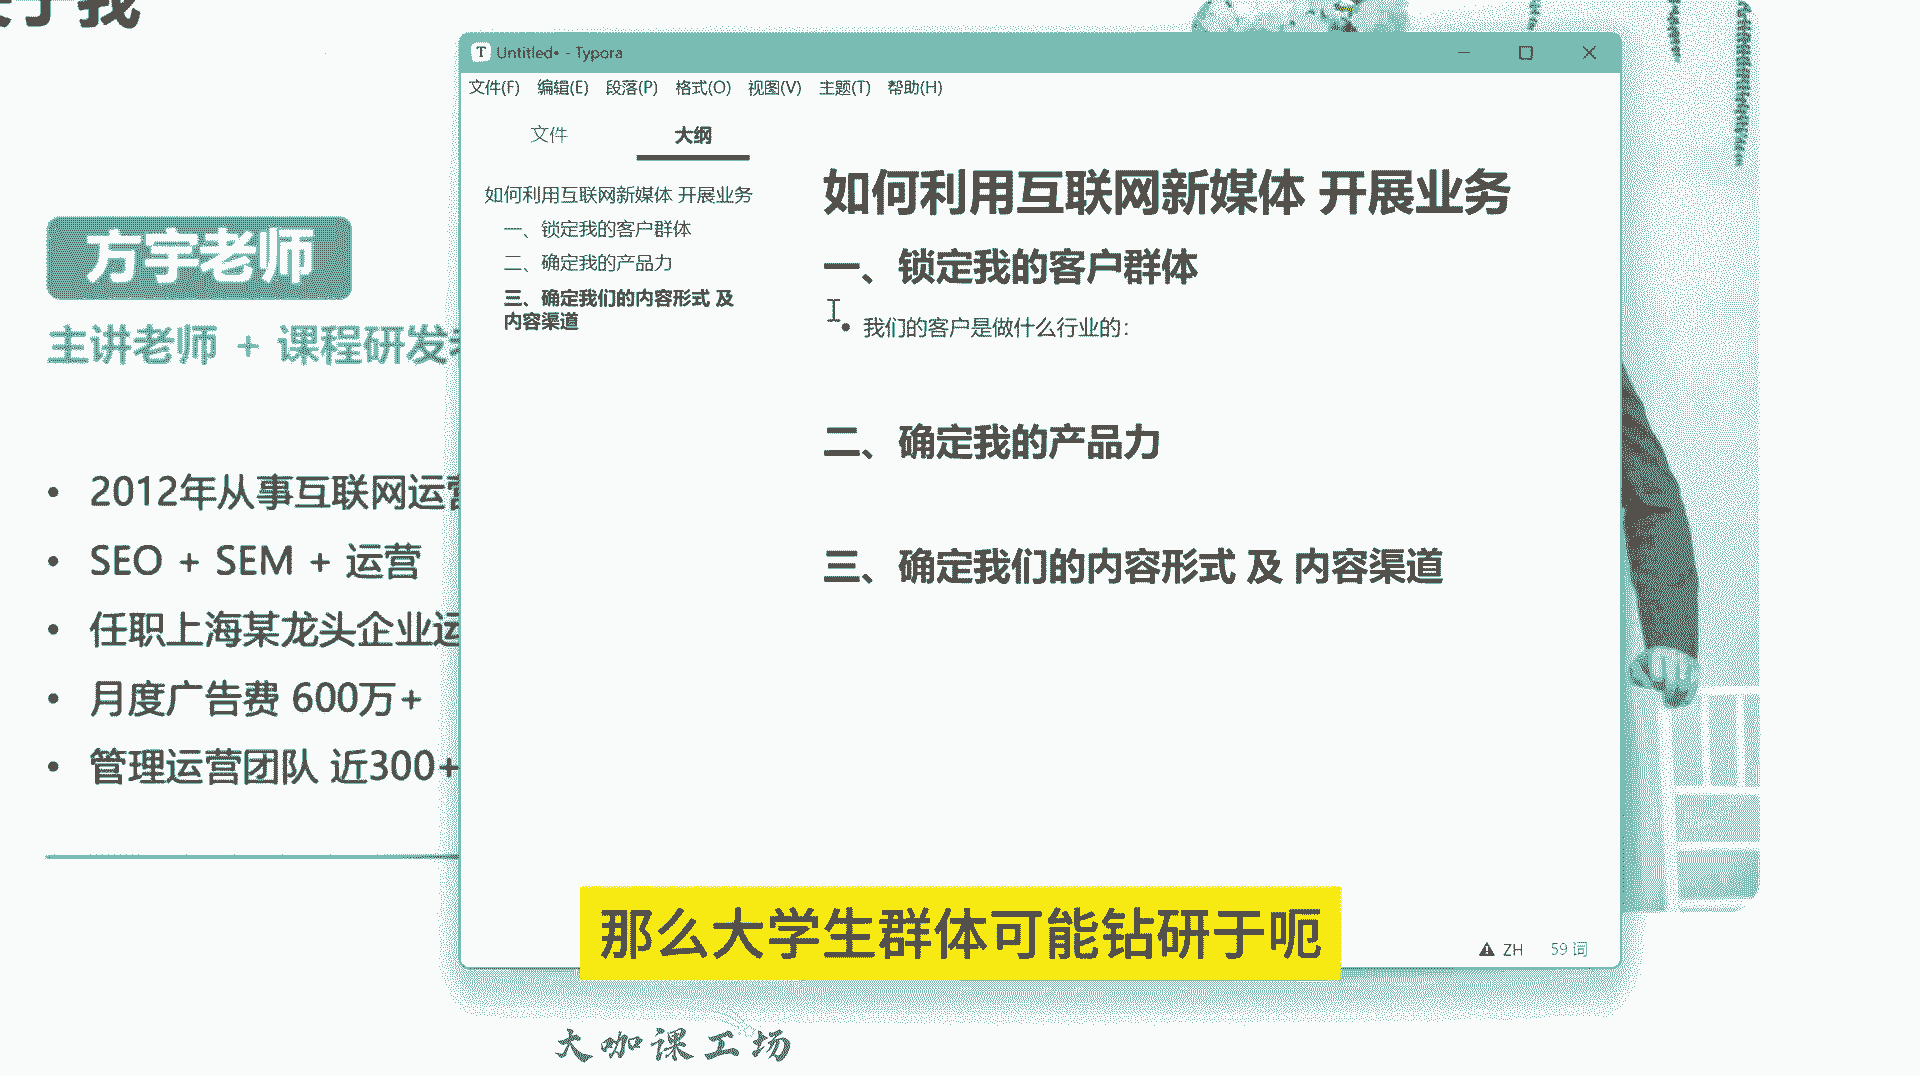 于我
方宇老师
主讲老师 + 课程研发
2012年从事互联网运营
SEO + SEM + 运营
任职上海某龙头企业运
月度广告费 600万+
管理运营团队 近300+
Untitled• - Typora
文件(F) 编辑(E) 段落(P) 格式(O) 视图(V) 主题(T) 帮助(H)
文件 大纲
如何利用互联网新媒体 开展业务
一、锁定我的客户群体
二、确定我的产品力
三、确定我们的内容形式 及
内容渠道
如何利用互联网新媒体 开展业务
一、锁定我的客户群体
我们的客户是做什么行业的：
二、确定我的产品力
三、确定我们的内容形式 及 内容渠道
ZH 59 词
那么大学生群体可能钻研于呃
大咖课工场